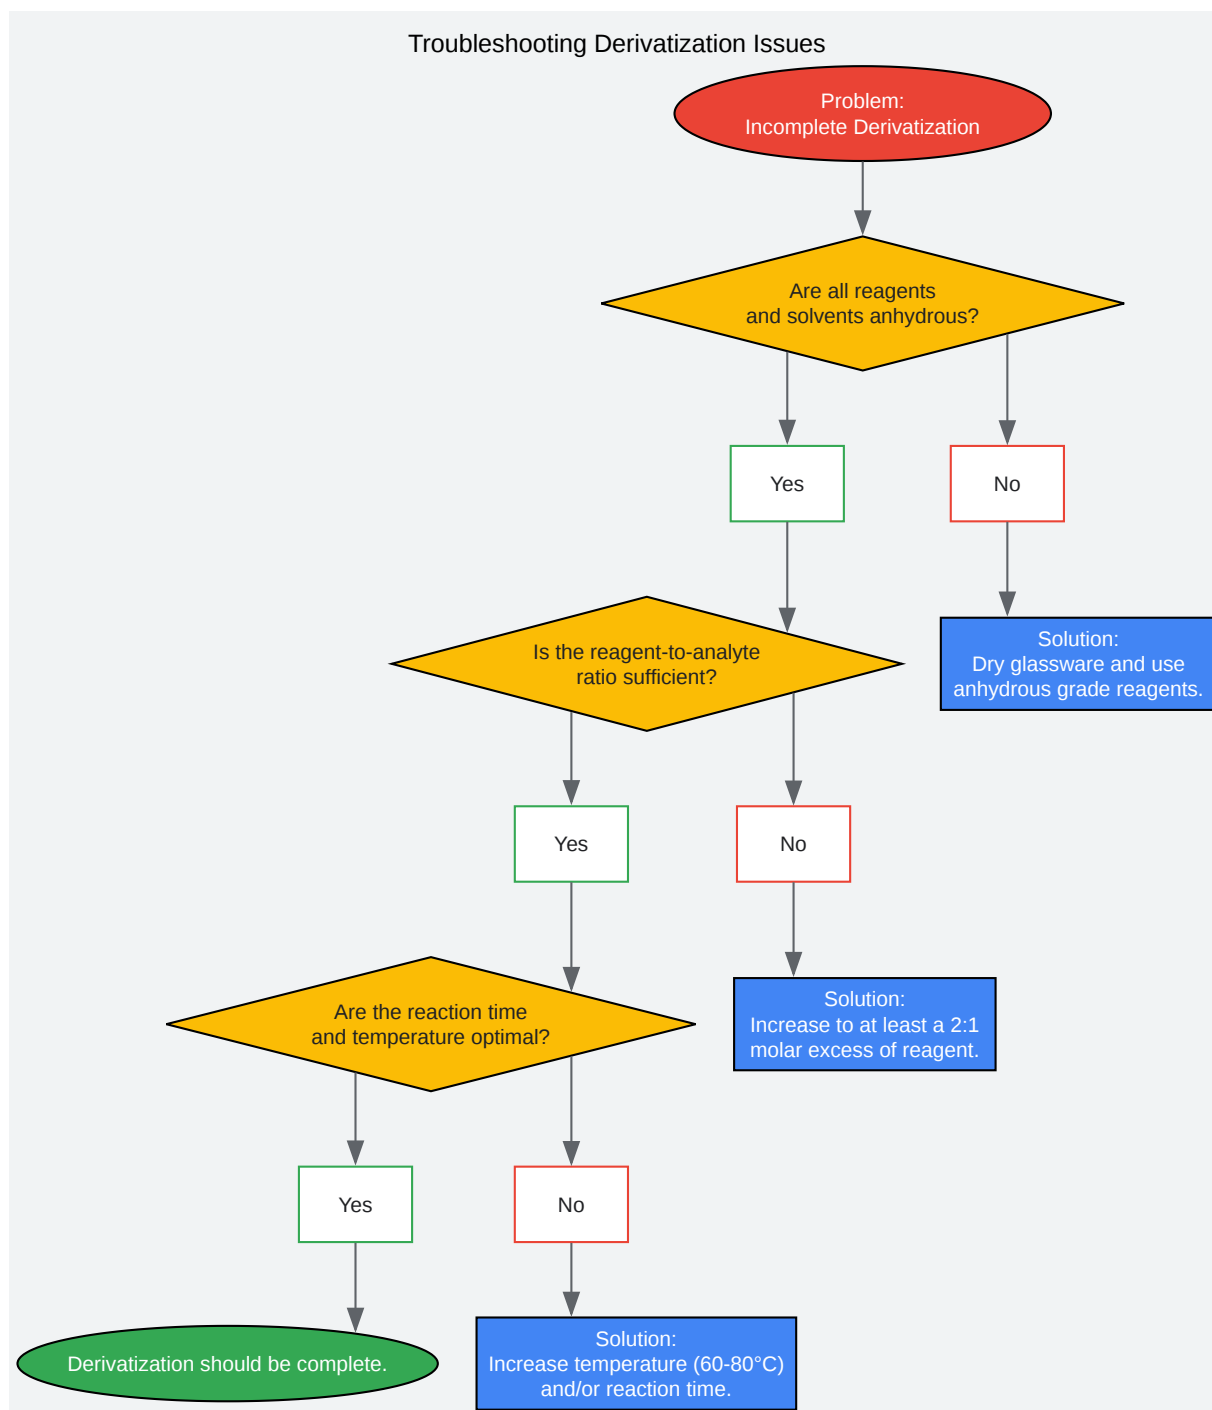 Troubleshooting Derivatization Issues
Problem:
Incomplete Derivatization
Are all reagents
and solvents anhydrous?
Yes
No
Solution:
Dry glassware and use
anhydrous grade reagents.
Is the reagent-to-analyte
ratio sufficient?
Yes
No
Solution:
Increase to at least a 2:1
molar excess of reagent.
Are the reaction time
and temperature optimal?
Yes
No
Derivatization should be complete.
Solution:
Increase temperature (60-80°C)
and/or reaction time.